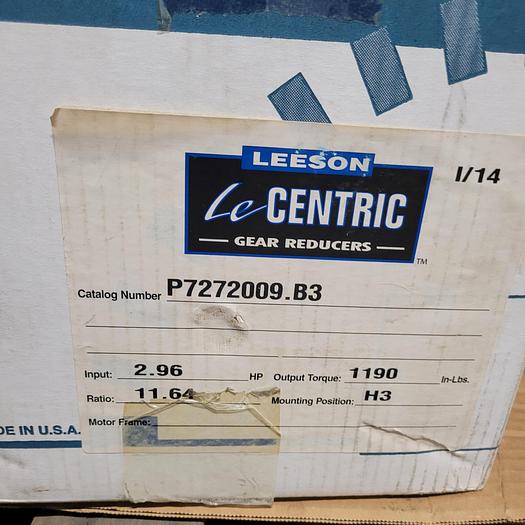 LEESON
I/14
Le CENTRIC
GEAR REDUCERS
TM
Catalog Number P7272009.B3
Input: 2.96 HP Output Torque: 1190 In-Lbs.
Ratio: 11.64 Mounting Position: H3
Motor Frame:
DE IN U.S.A.